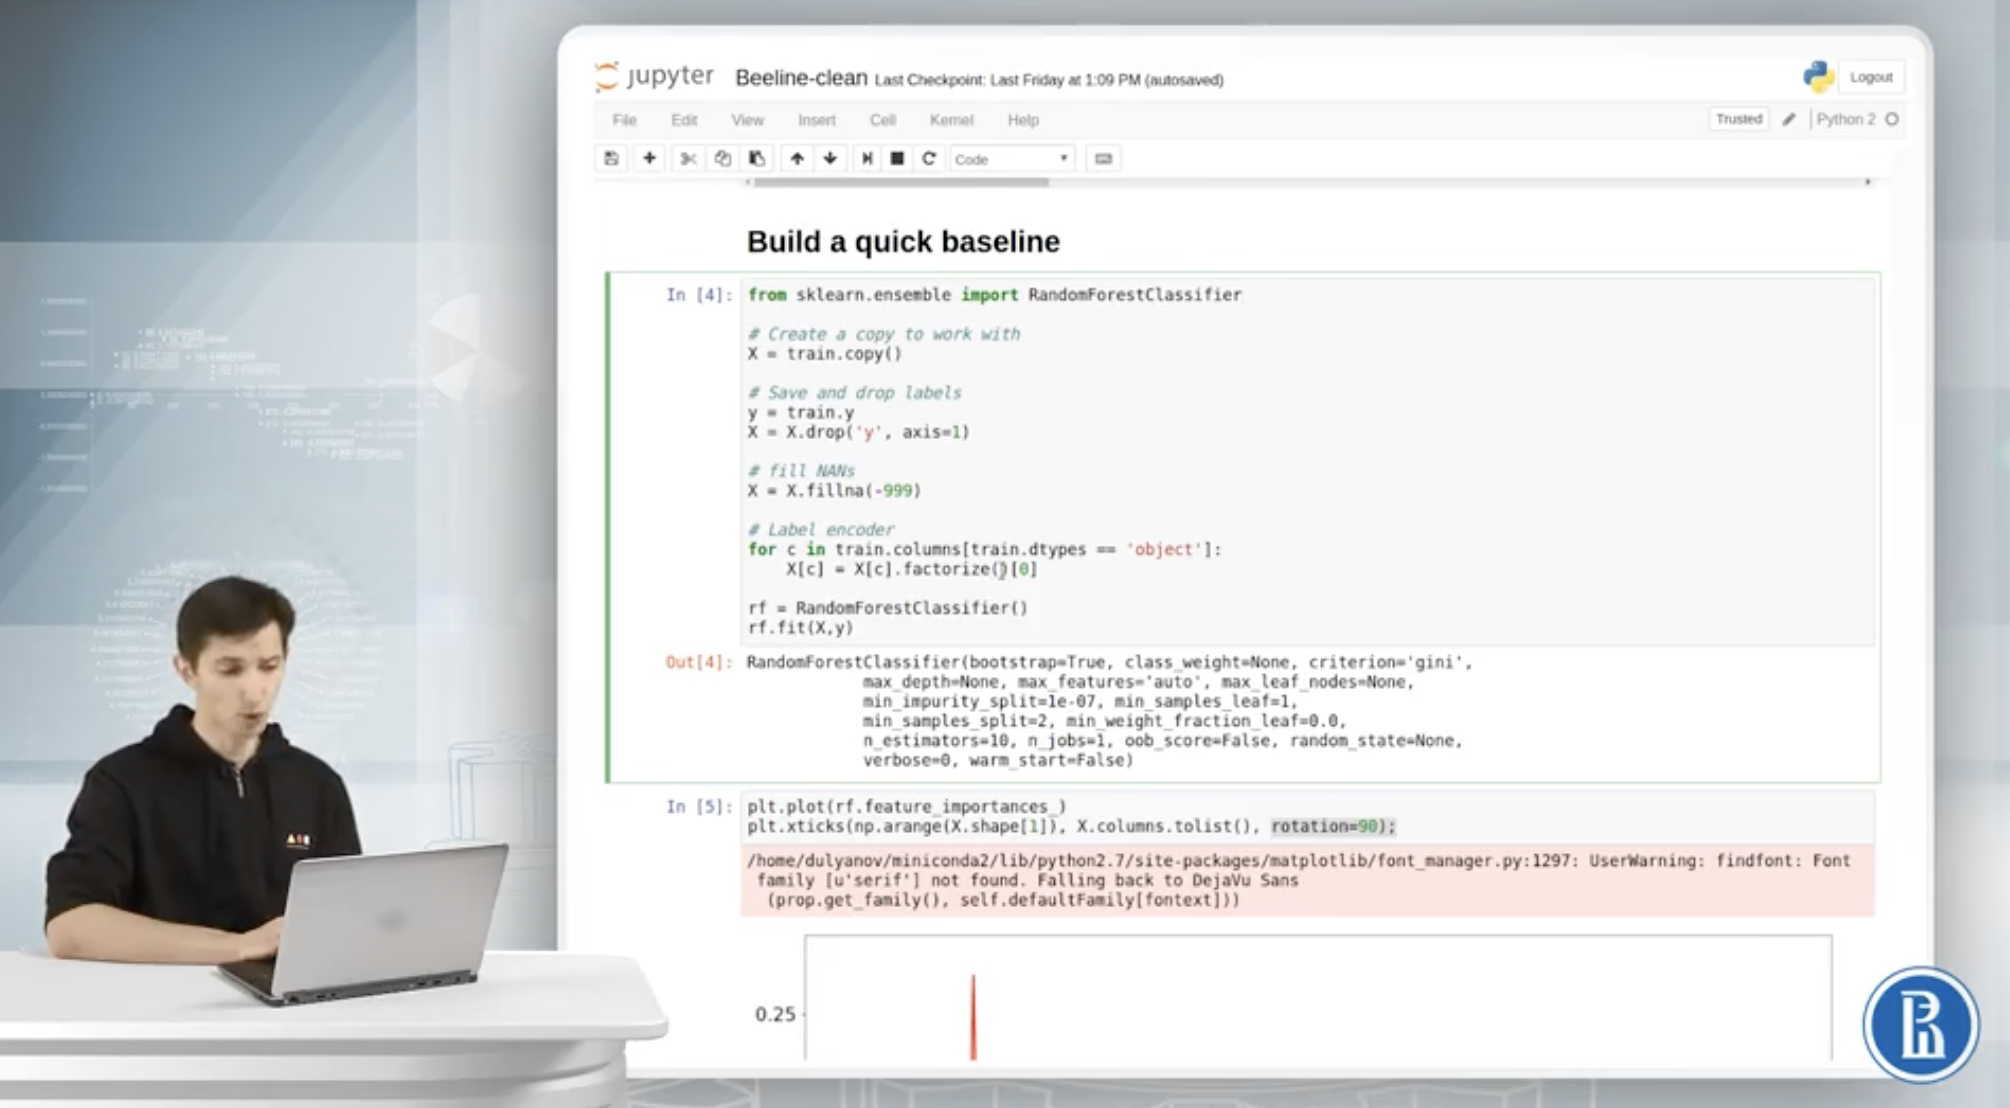 jupyter Beeline-clean Last Checkpoint: Last Friday at 1:09 PM (autosaved)
Logout
File Edit View Insert Cell Kernel Help
Trusted
Python 2
Code
Build a quick baseline
In [4]: from sklearn.ensemble import RandomForestClassifier
# Create a copy to work with
X = train.copy()
# Save and drop labels
y = train.y
X = X.drop('y', axis=1)
# fill NANs
X = X.fillna(-999)
# Label encoder
for c in train.columns[train.dtypes == 'object']:
X[c] = X[c].factorize()[0]
rf = RandomForestClassifier()
rf.fit(X,y)
Out[4]: RandomForestClassifier(bootstrap=True, class_weight=None, criterion='gini',
max_depth=None, max_features='auto', max_leaf_nodes=None,
min_impurity_split=1e-07, min_samples_leaf=1,
min_samples_split=2, min_weight_fraction_leaf=0.0,
n_estimators=10, n_jobs=1, oob_score=False, random_state=None,
verbose=0, warm_start=False)
In [5]: plt.plot(rf.feature_importances_)
plt.xticks(np.arange(X.shape[1]), X.columns.tolist(), rotation=90);
/home/dulyanov/miniconda2/lib/python2.7/site-packages/matplotlib/font_manager.py:1297: UserWarning: findfont: Font
family [u'serif'] not found. Falling back to DejaVu Sans
(prop.get_family(), self.defaultFamily[fontext]))
0.25